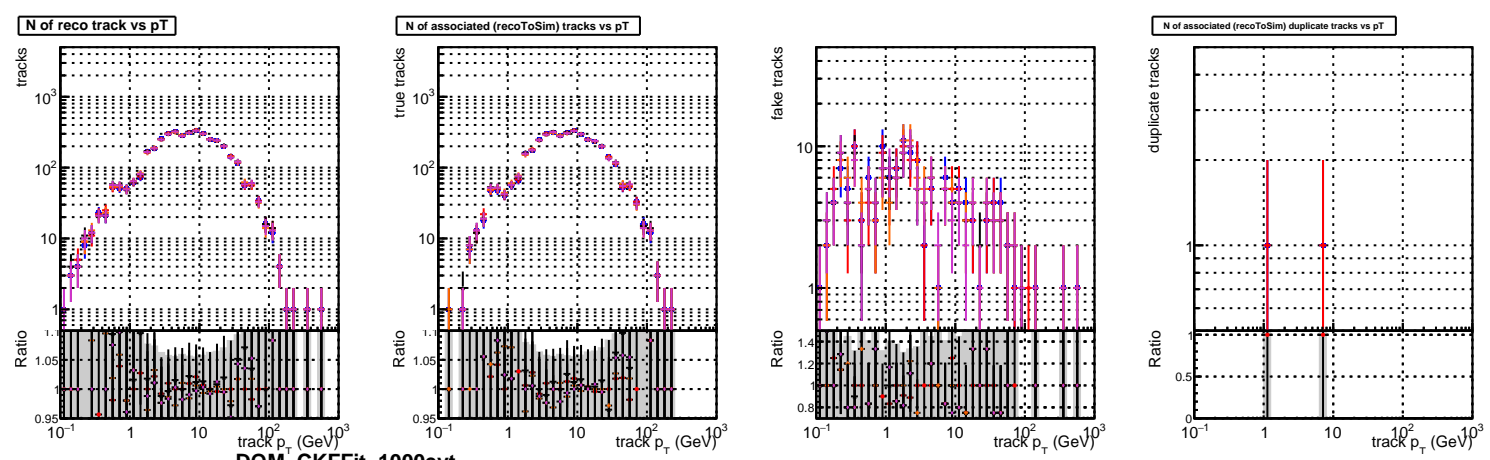 N of reco track vs pT
tracks
10³
10²
10
1
Ratio
1.1
1.05
1
0.95
10⁻¹ 1 10 10² 10³
track p_T (GeV)
N of associated (recoToSim) tracks vs pT
true tracks
10³
10²
10
1
Ratio
1.1
1.05
1
0.95
10⁻¹ 1 10 10² 10³
track p_T (GeV)
fake tracks
10
1
Ratio
1.4
1.2
1
0.8
10⁻¹ 1 10 10² 10³
track p_T (GeV)
N of associated (recoToSim) duplicate tracks vs pT
duplicate tracks
1
Ratio
1
0.5
0
10⁻¹ 1 10 10² 10³
track p_T (GeV)